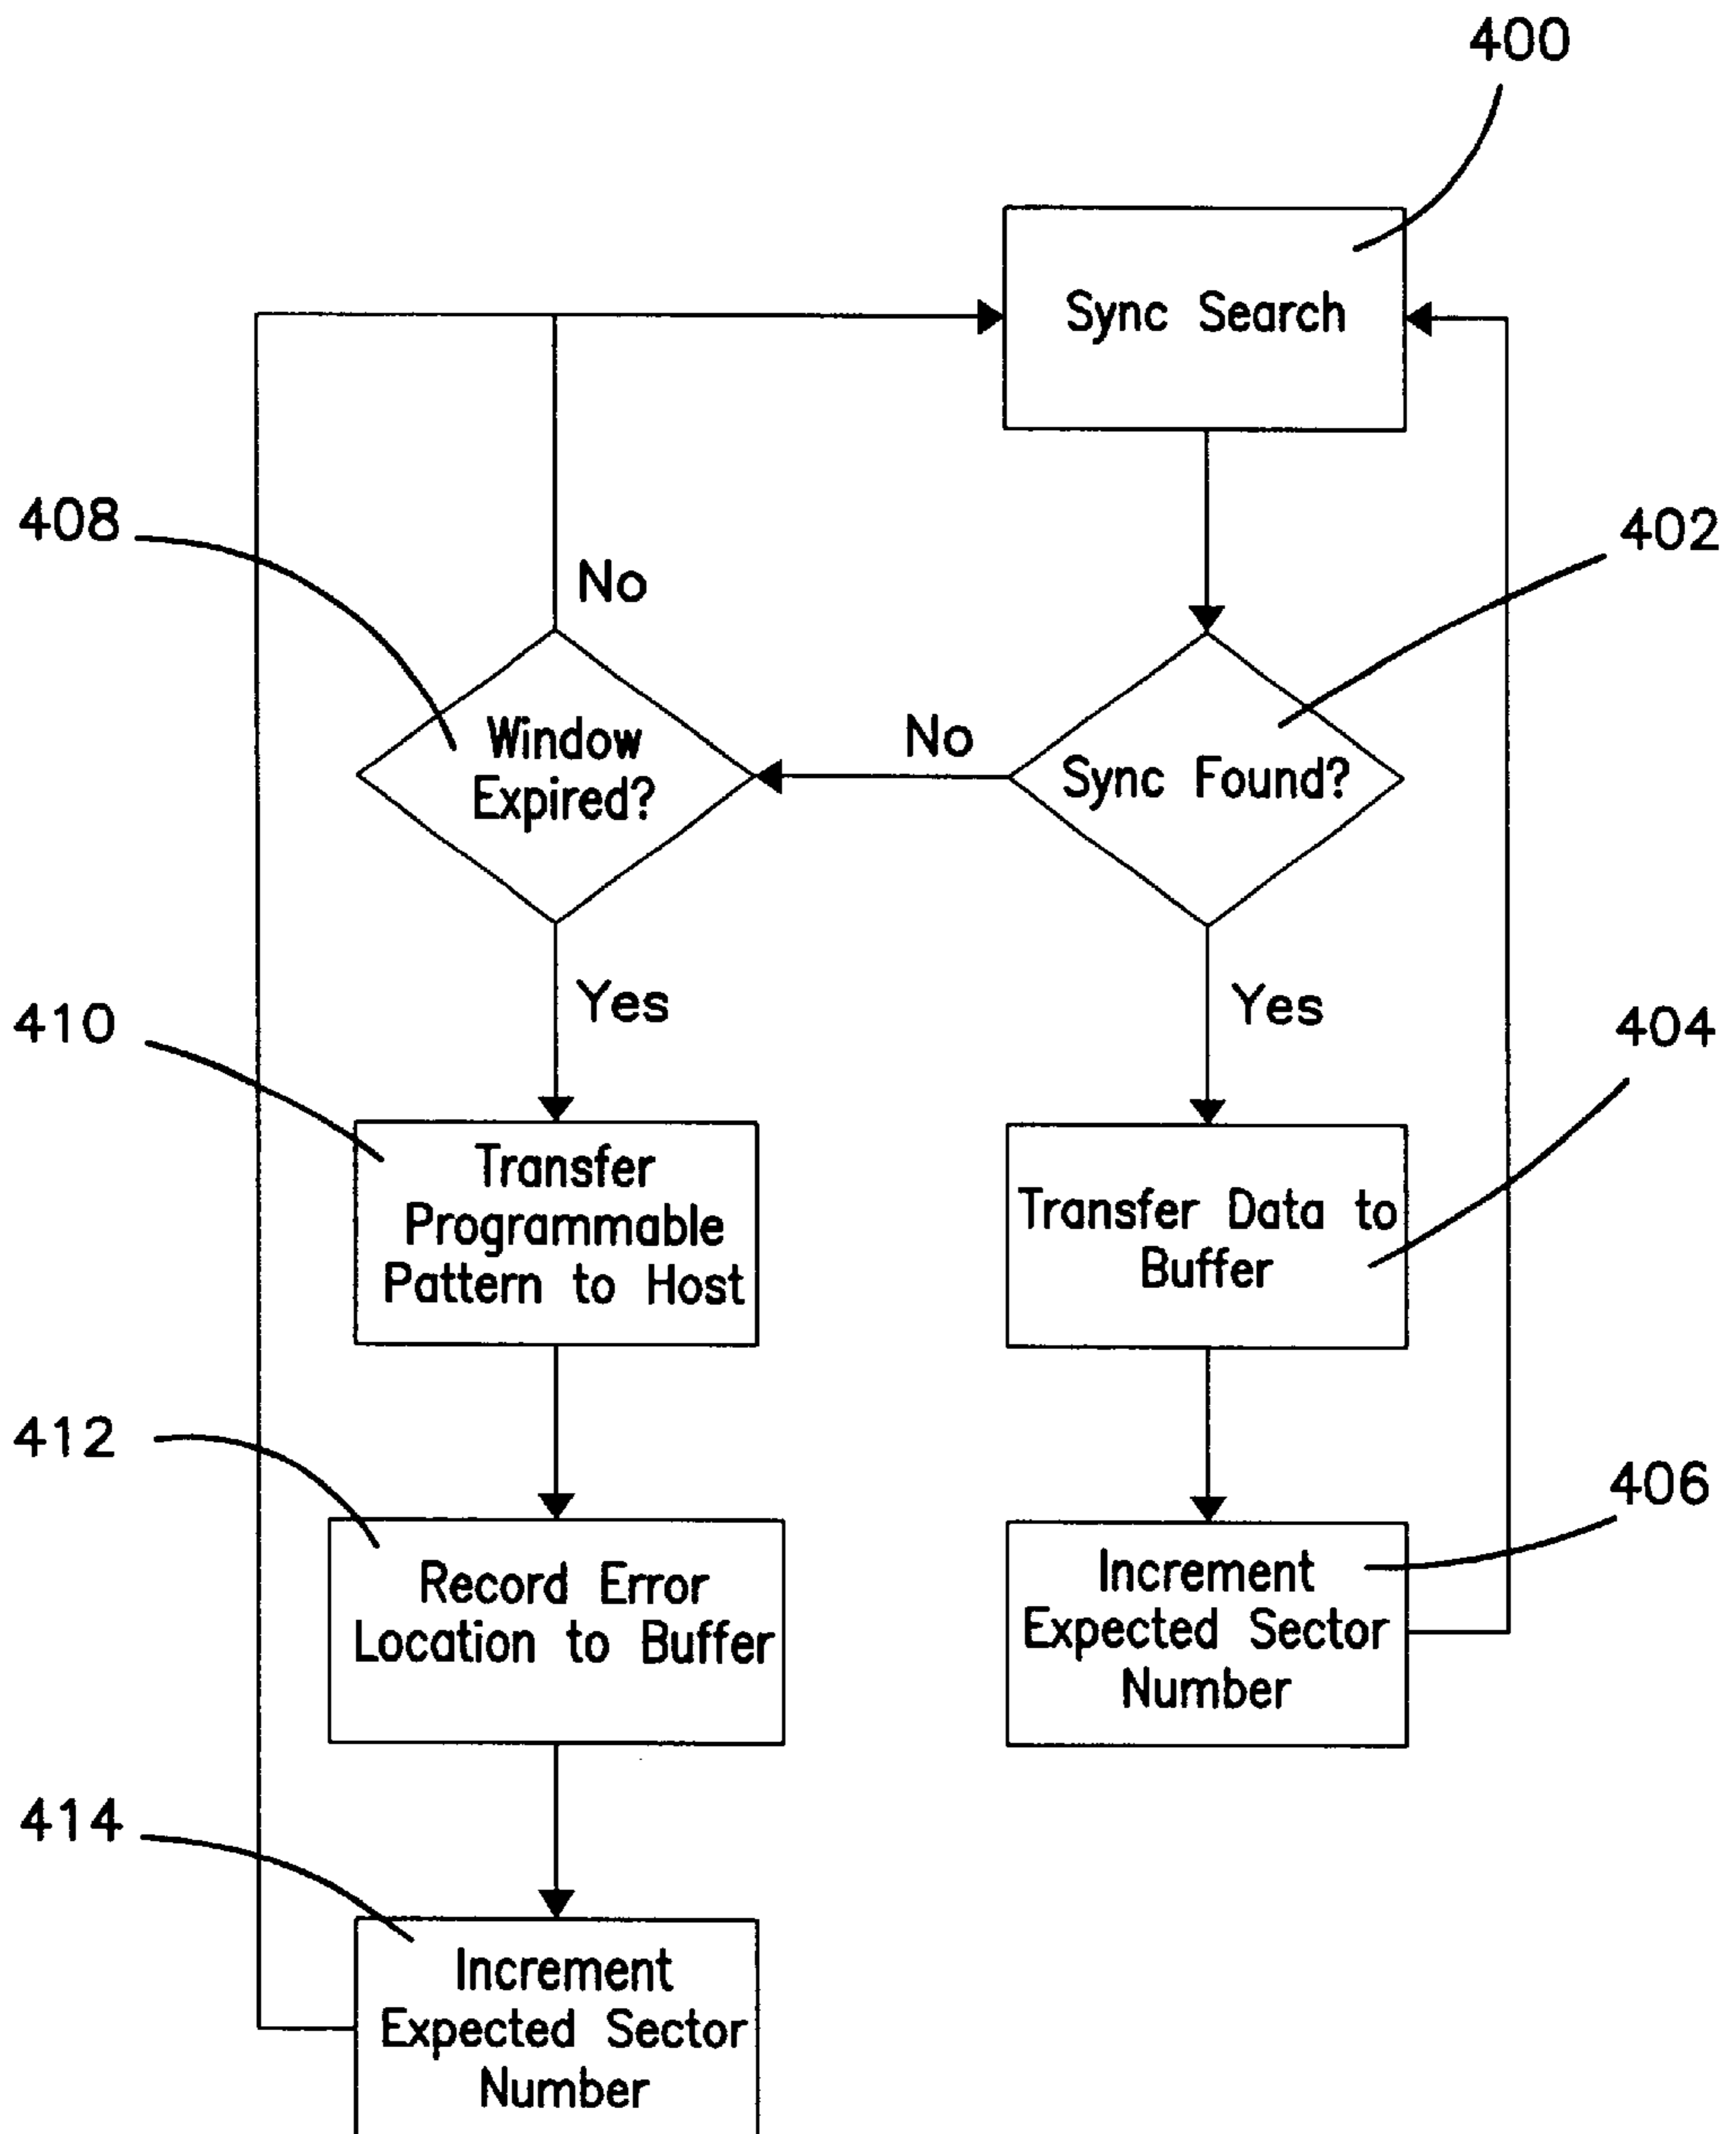 400
Sync Search
408
402
No
Window
Expired?
No
Sync Found?
Yes
Yes
410
404
Transfer
Programmable
Pattern to Host
Transfer Data to
Buffer
412
406
Record Error
Location to Buffer
Increment
Expected Sector
Number
414
Increment
Expected Sector
Number